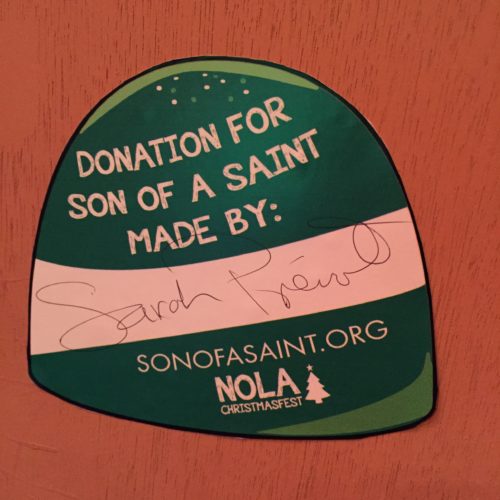 DONATION FOR
SON OF A SAINT
MADE BY:
Sarah
SONOFASAINT.ORG
NOLA
CHRISTMASFEST